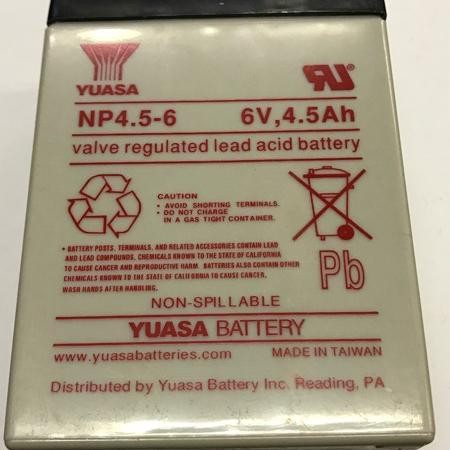 YUASA
NP4.5-6 6V,4.5Ah
valve regulated lead acid battery
CAUTION
• AVOID SHORTING TERMINALS.
• DO NOT CHARGE
IN A GAS TIGHT CONTAINER.
• BATTERY POSTS, TERMINALS, AND RELATED ACCESSORIES CONTAIN LEAD
AND LEAD COMPOUNDS, CHEMICALS KNOWN TO THE STATE OF CALIFORNIA
TO CAUSE CANCER AND REPRODUCTIVE HARM. BATTERIES ALSO CONTAIN OTHER
CHEMICALS KNOWN TO THE STATE OF CALIFORNIA TO CAUSE CANCER.
WASH HANDS AFTER HANDLING.
Pb
NON-SPILLABLE
YUASA BATTERY
www.yuasabatteries.com MADE IN TAIWAN
Distributed by Yuasa Battery Inc. Reading, PA